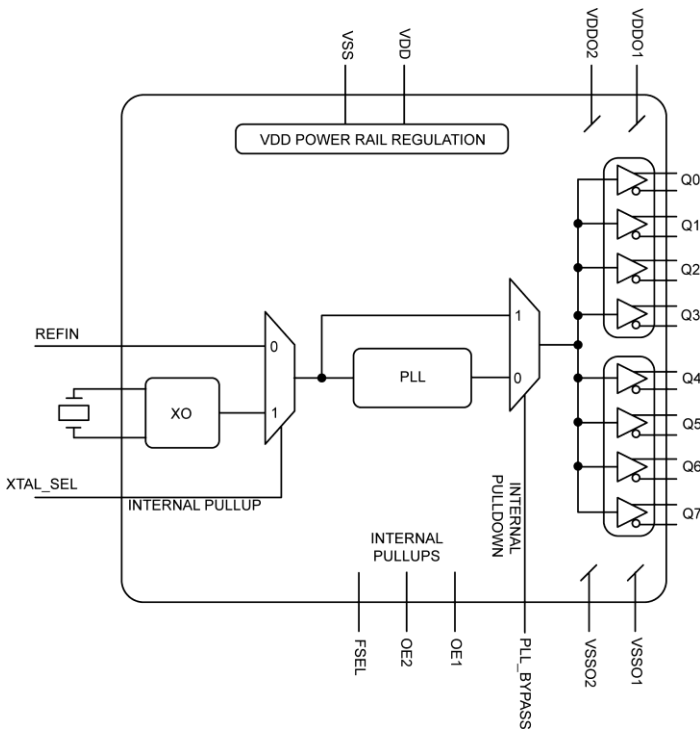 VSS
VDD
VDDO2
VDDO1
VDD POWER RAIL REGULATION
Q0
Q1
Q2
Q3
REFIN
0
1
PLL
0
XO
1
Q4
Q5
Q6
Q7
XTAL_SEL
INTERNAL PULLUP
INTERNAL
PULLDOWN
INTERNAL
PULLUPS
FSEL
OE2
OE1
PLL_BYPASS
VSSO2
VSSO1